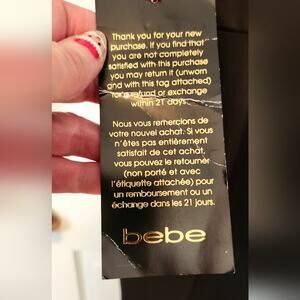 Thank you for your new
purchase. If you find that
you are not completely
satisfied with this purchase
you may return it (unworn
and with this tag attached)
for a refund or exchange
within 21 days.
Nous vous remercions de
votre nouvel achat. Si vous
n'êtes pas entièrement
satisfait de cet achat,
vous pouvez le retourner
(non porté et avec
l'étiquette attachée) pour
un remboursement ou un
échange dans les 21 jours.
bebe